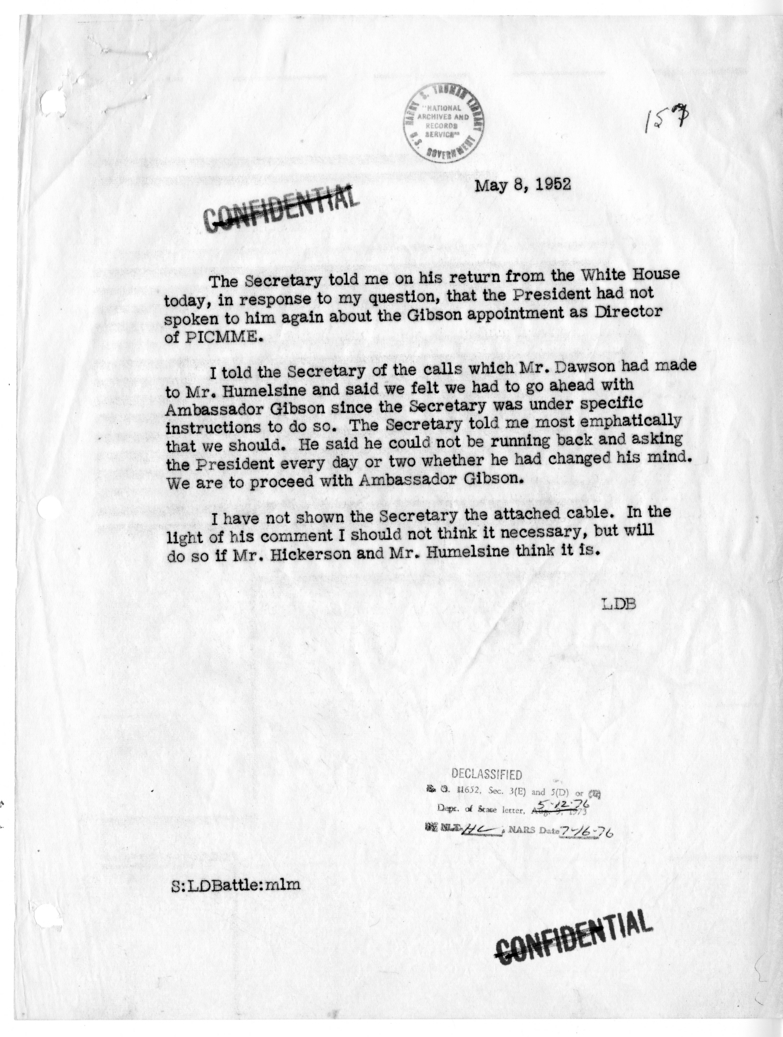 HARRY S. TRUMAN LIBRARY
"NATIONAL
ARCHIVES AND
RECORDS
SERVICE"
U.S. GOVERNMENT
May 8, 1952
CONFIDENTIAL
The Secretary told me on his return from the White House
today, in response to my question, that the President had not
spoken to him again about the Gibson appointment as Director
of PICMME.
I told the Secretary of the calls which Mr. Dawson had made
to Mr. Humelsine and said we felt we had to go ahead with
Ambassador Gibson since the Secretary was under specific
instructions to do so. The Secretary told me most emphatically
that we should. He said he could not be running back and asking
the President every day or two whether he had changed his mind.
We are to proceed with Ambassador Gibson.
I have not shown the Secretary the attached cable. In the
light of his comment I should not think it necessary, but will
do so if Mr. Hickerson and Mr. Humelsine think it is.
LDB
DECLASSIFIED
E. O. 11652, Sec. 3(E) and 5(D) or (E)
5-12-76
Dept. of State letter, Aug. 9, 1973
By NLT-HC, NARS Date 7-16-76
S:LDBattle:mlm
CONFIDENTIAL